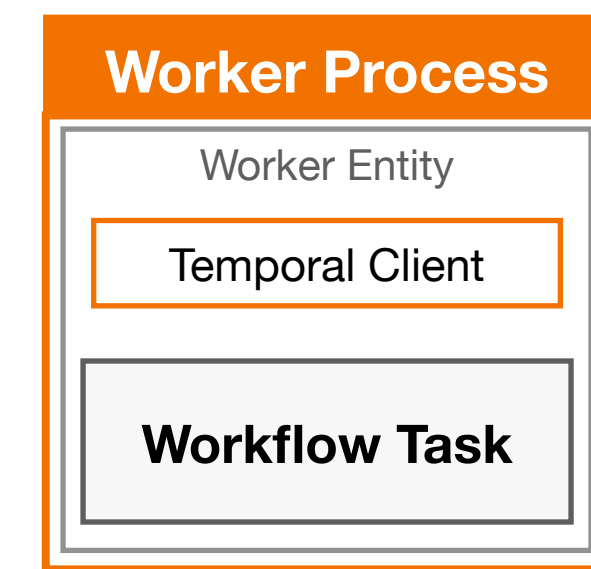 Worker Process
Worker Entity
Temporal Client
Workflow Task